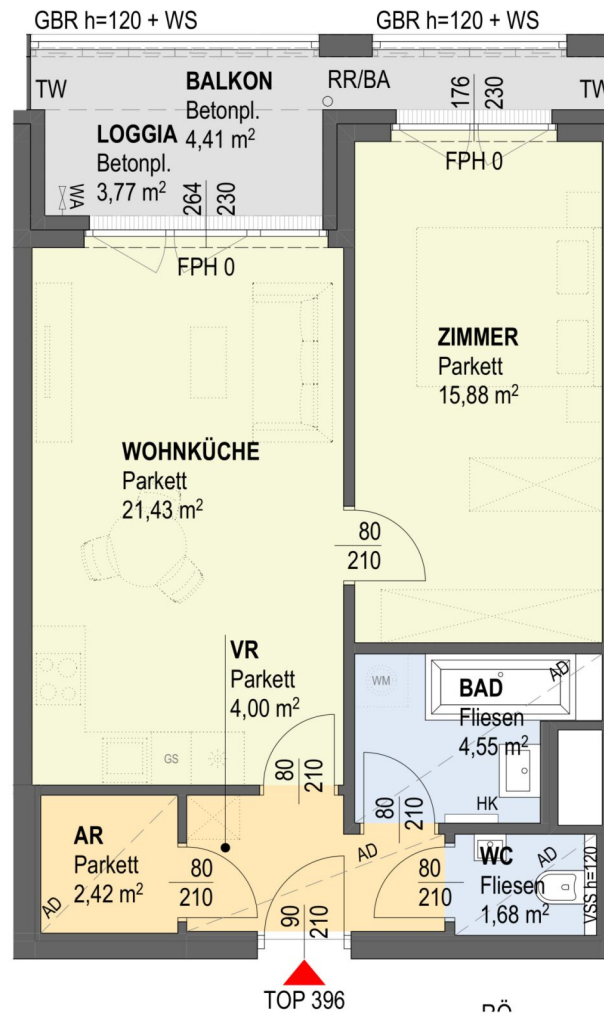 GBR h=120 + WS
GBR h=120 + WS
TW
BALKON
Betonpl.
4,41 m²
RR/BA
176
230
TW
LOGGIA
Betonpl.
3,77 m²
WA
264
230
FPH 0
FPH 0
ZIMMER
Parkett
15,88 m²
WOHNKÜCHE
Parkett
21,43 m²
80
210
VR
Parkett
4,00 m²
WM
BAD
Fliesen
4,55 m²
AD
GS
80
210
80
210
HK
AR
Parkett
2,42 m²
AD
80
210
AD
80
210
WC
Fliesen
1,68 m²
AD
VSS h=120
90
210
TOP 396